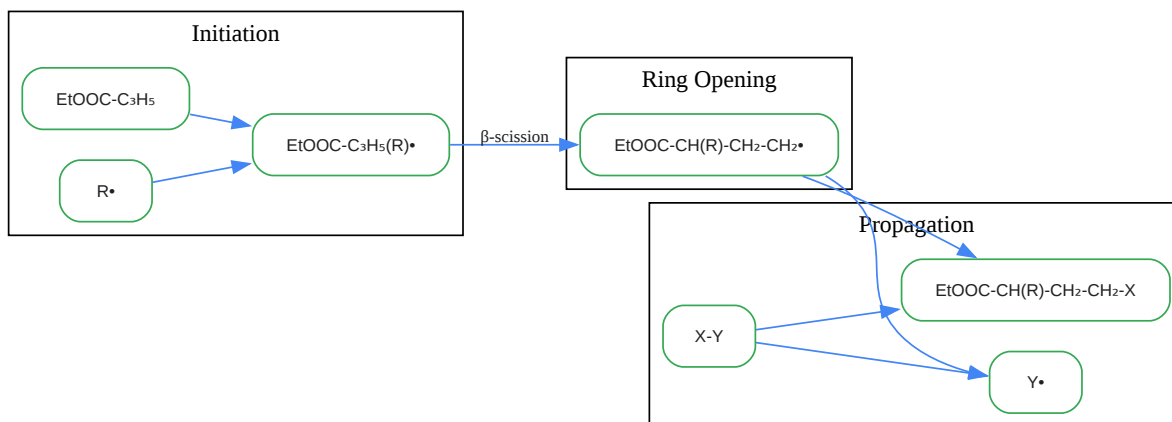 Initiation
EtOOC-C₃H₅
R•
EtOOC-C₃H₅(R)•
β-scission
Ring Opening
EtOOC-CH(R)-CH₂-CH₂•
Propagation
X-Y
EtOOC-CH(R)-CH₂-CH₂-X
Y•